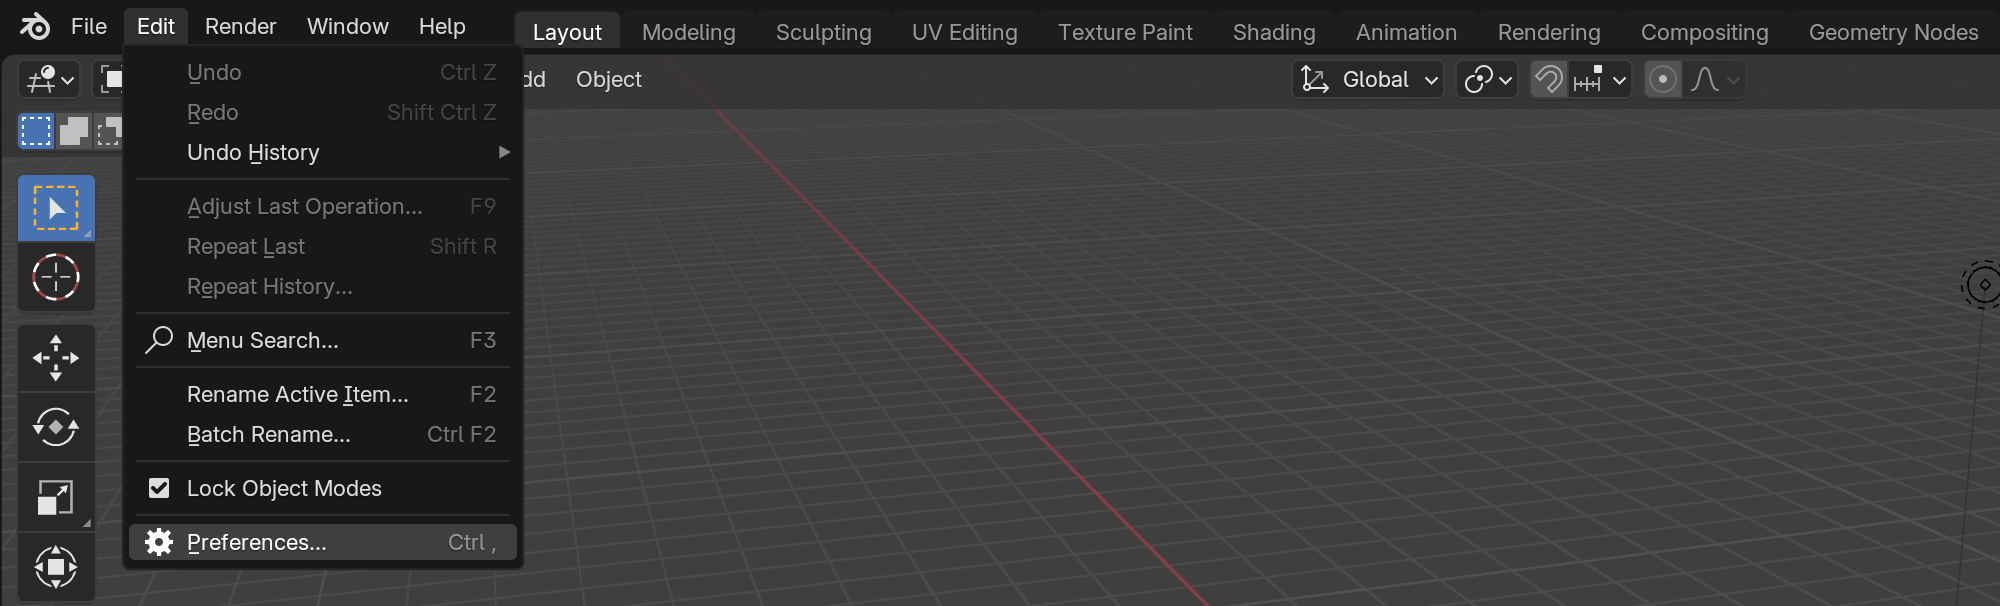 File Edit Render Window Help Layout Modeling Sculpting UV Editing Texture Paint Shading Animation Rendering Compositing Geometry Nodes
Object Global
Undo Ctrl Z
Redo Shift Ctrl Z
Undo History
Adjust Last Operation... F9
Repeat Last Shift R
Repeat History...
Menu Search... F3
Rename Active Item... F2
Batch Rename... Ctrl F2
Lock Object Modes
Preferences... Ctrl ,